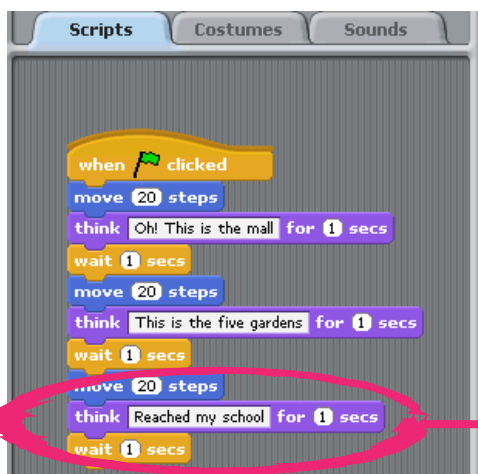 Scripts Costumes Sounds
when clicked
move 20 steps
think Oh! This is the mall for 1 secs
wait 1 secs
move 20 steps
think This is the five gardens for 1 secs
wait 1 secs
move 20 steps
think Reached my school for 1 secs
wait 1 secs